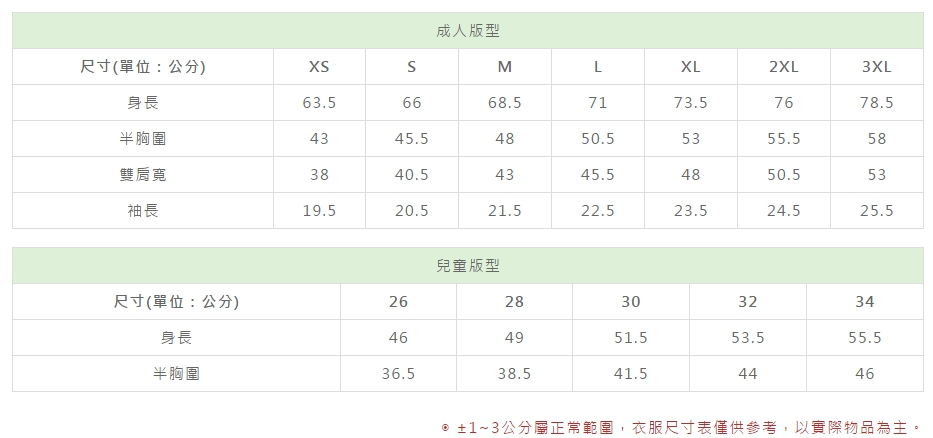 成人版型
尺寸(單位：公分) XS S M L XL 2XL 3XL
身長 63.5 66 68.5 71 73.5 76 78.5
半胸圍 43 45.5 48 50.5 53 55.5 58
雙肩寬 38 40.5 43 45.5 48 50.5 53
袖長 19.5 20.5 21.5 22.5 23.5 24.5 25.5
兒童版型
尺寸(單位：公分) 26 28 30 32 34
身長 46 49 51.5 53.5 55.5
半胸圍 36.5 38.5 41.5 44 46
◉ ±1~3公分屬正常範圍，衣服尺寸表僅供參考，以實際物品為主。